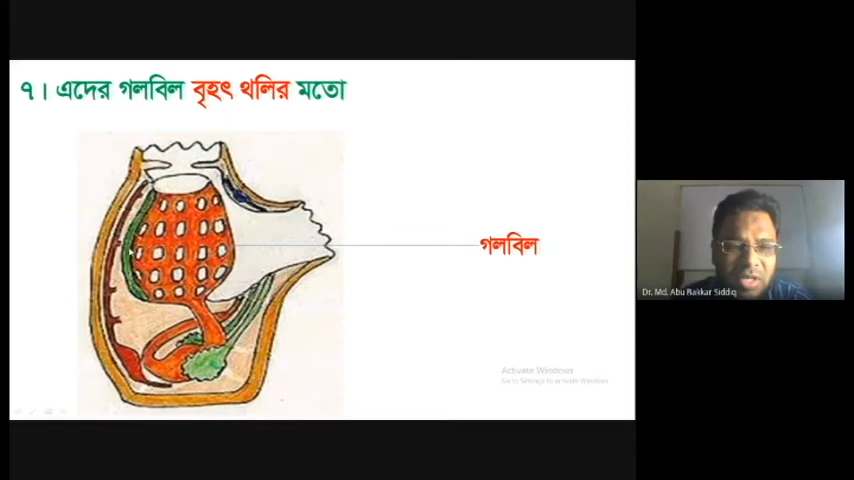 ৭। এদের গলবিল বৃহৎ থলির মতো
গলবিল
Dr. Md. Abu Bakkar Siddiq
Activate Windows
Go to Settings to activate Windows.